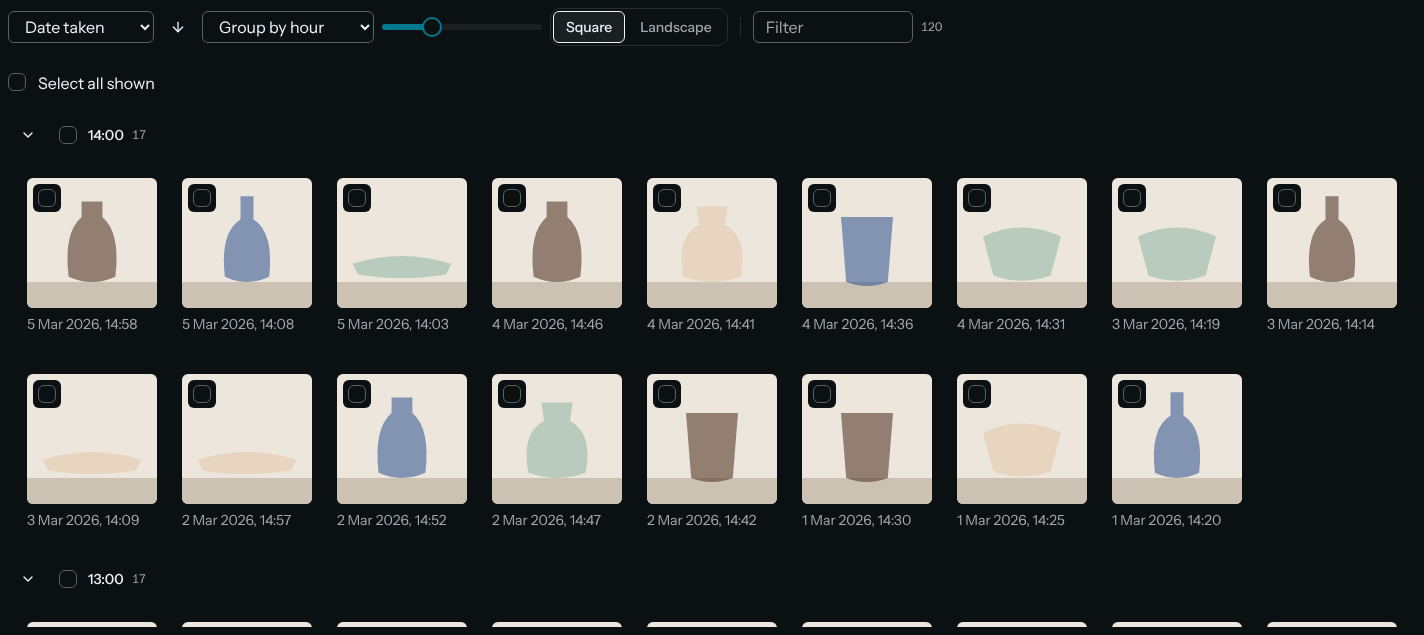 Date taken Group by hour Square Landscape Filter 120
Select all shown
14:00 17
5 Mar 2026, 14:58 5 Mar 2026, 14:08 5 Mar 2026, 14:03 4 Mar 2026, 14:46 4 Mar 2026, 14:41 4 Mar 2026, 14:36 4 Mar 2026, 14:31 3 Mar 2026, 14:19 3 Mar 2026, 14:14
3 Mar 2026, 14:09 2 Mar 2026, 14:57 2 Mar 2026, 14:52 2 Mar 2026, 14:47 2 Mar 2026, 14:42 1 Mar 2026, 14:30 1 Mar 2026, 14:25 1 Mar 2026, 14:20
13:00 17